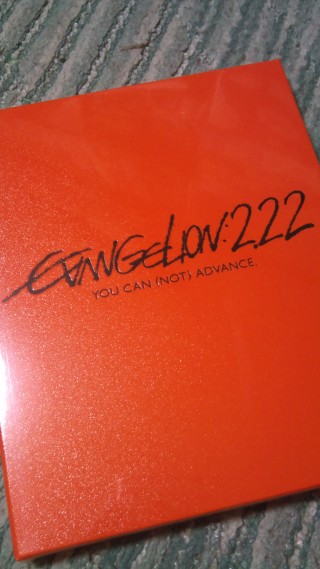 EVANGELION:2.22
YOU CAN (NOT) ADVANCE.